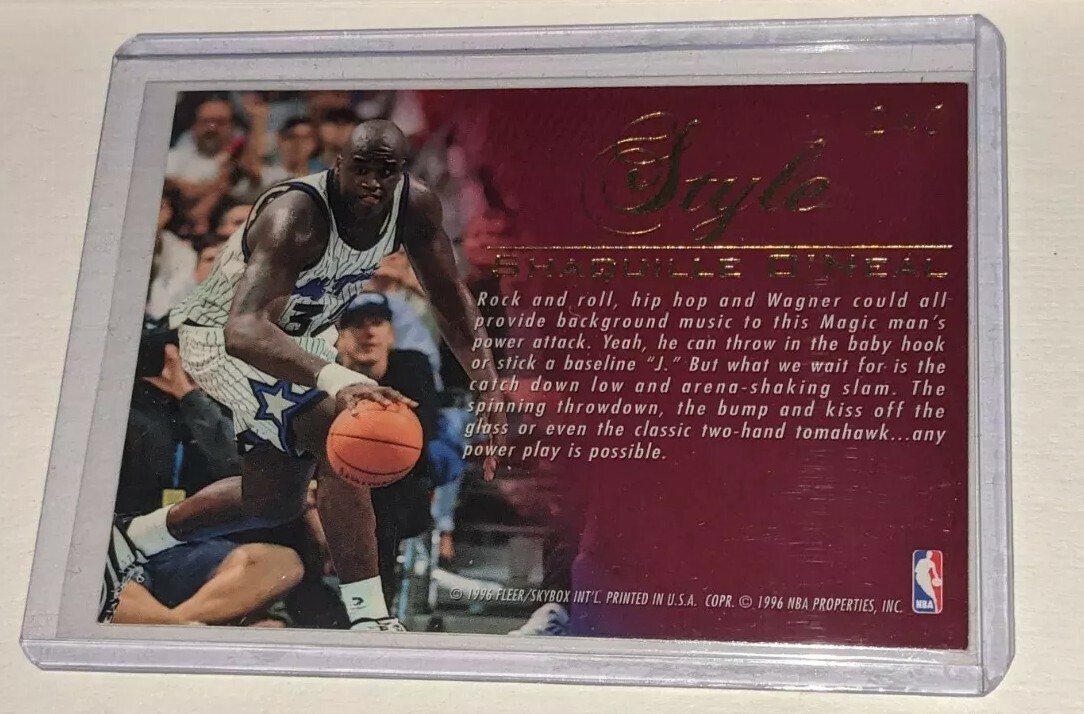 Style
SHAQUILLE O'NEAL
Rock and roll, hip hop and Wagner could all
provide background music to this Magic man's
power attack. Yeah, he can throw in the baby hook
or stick a baseline "J." But what we wait for is the
catch down low and arena-shaking slam. The
spinning throwdown, the bump and kiss off the
glass or even the classic two-hand tomahawk...any
power play is possible.
© 1996 FLEER/SKYBOX INT'L. PRINTED IN U.S.A. COPR. © 1996 NBA PROPERTIES, INC.
NBA